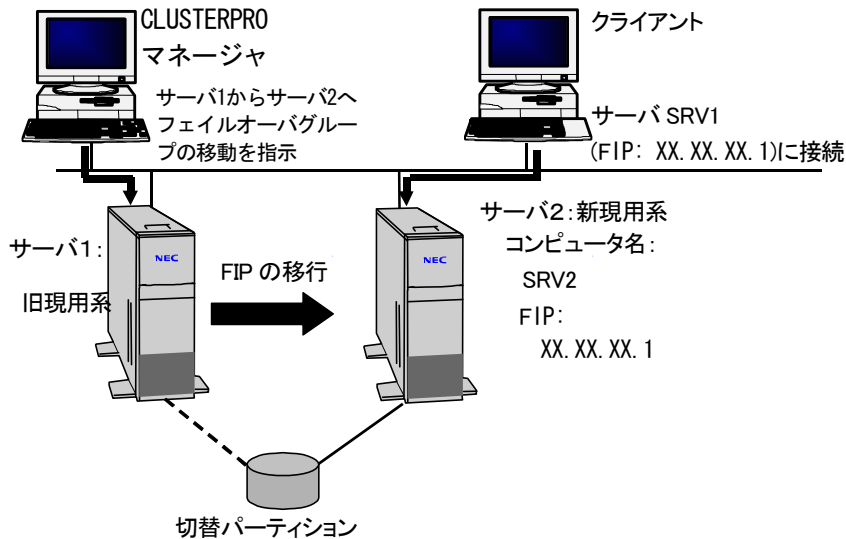 CLUSTERPRO
マネージャ
サーバ1からサーバ2へ
フェイルオーバグルー
プの移動を指示
クライアント
サーバ SRV1
(FIP: XX. XX. XX. 1)に接続
サーバ1:
旧現用系
NEC
FIP の移行
NEC
サーバ2:新現用系
コンピュータ名:
SRV2
FIP:
XX. XX. XX. 1
切替パーティション